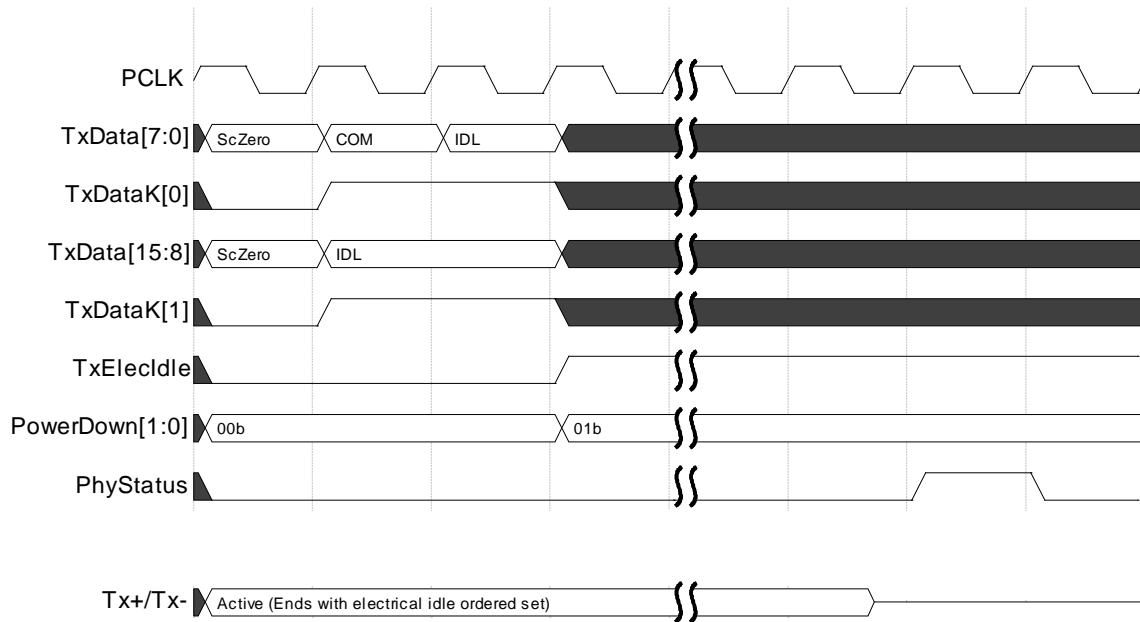 PCLK
TxData[7:0] ScZero COM IDL
TxDataK[0]
TxData[15:8] ScZero IDL
TxDataK[1]
TxElecIdle
PowerDown[1:0] 00b 01b
PhyStatus
Tx+/Tx- Active (Ends with electrical idle ordered set)